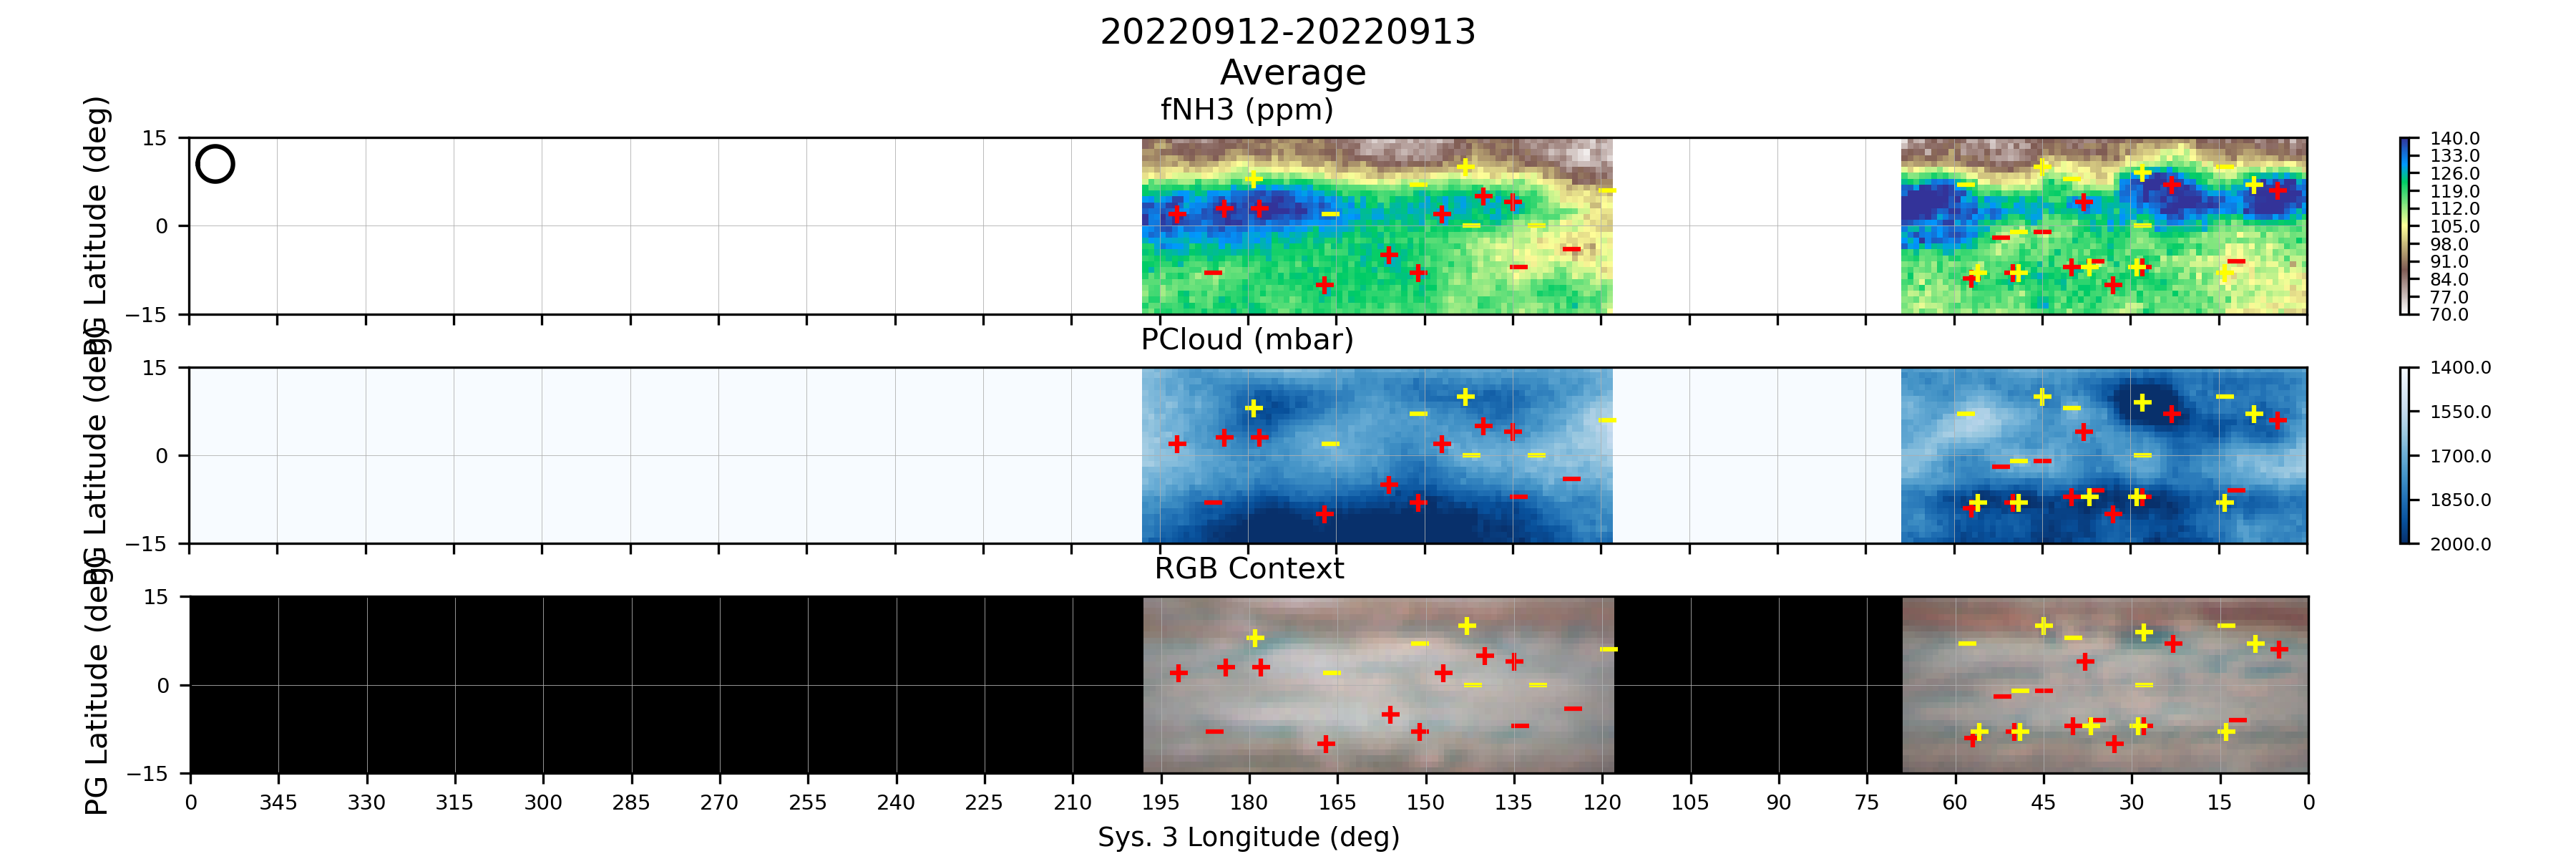 20220912-20220913
Average
fNH3 (ppm)
PG Latitude (deg)
15
0
−15
140.0
133.0
126.0
119.0
112.0
105.0
98.0
91.0
84.0
77.0
70.0
PCloud (mbar)
PG Latitude (deg)
15
0
−15
1400.0
1550.0
1700.0
1850.0
2000.0
RGB Context
PG Latitude (deg)
15
0
−15
0 345 330 315 300 285 270 255 240 225 210 195 180 165 150 135 120 105 90 75 60 45 30 15 0
Sys. 3 Longitude (deg)